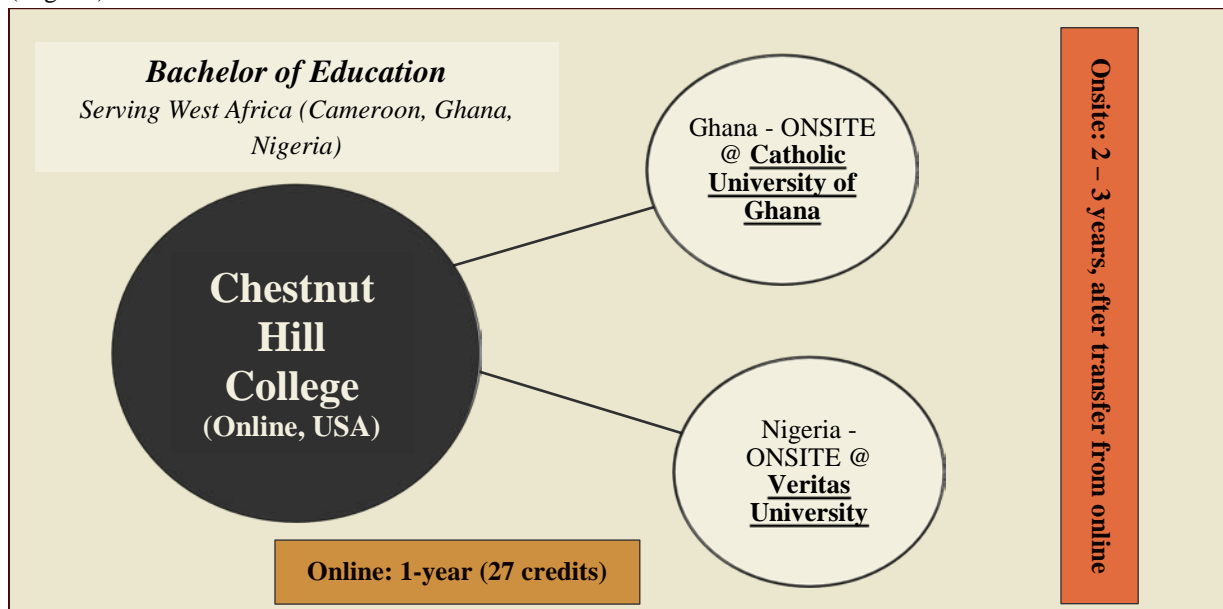 Bachelor of Education
Serving West Africa (Cameroon, Ghana,
Nigeria)
Chestnut
Hill
College
(Online, USA)
Ghana - ONSITE
@ Catholic
University of
Ghana
Nigeria -
ONSITE @
Veritas
University
Online: 1-year (27 credits)
Onsite: 2 – 3 years, after transfer from online